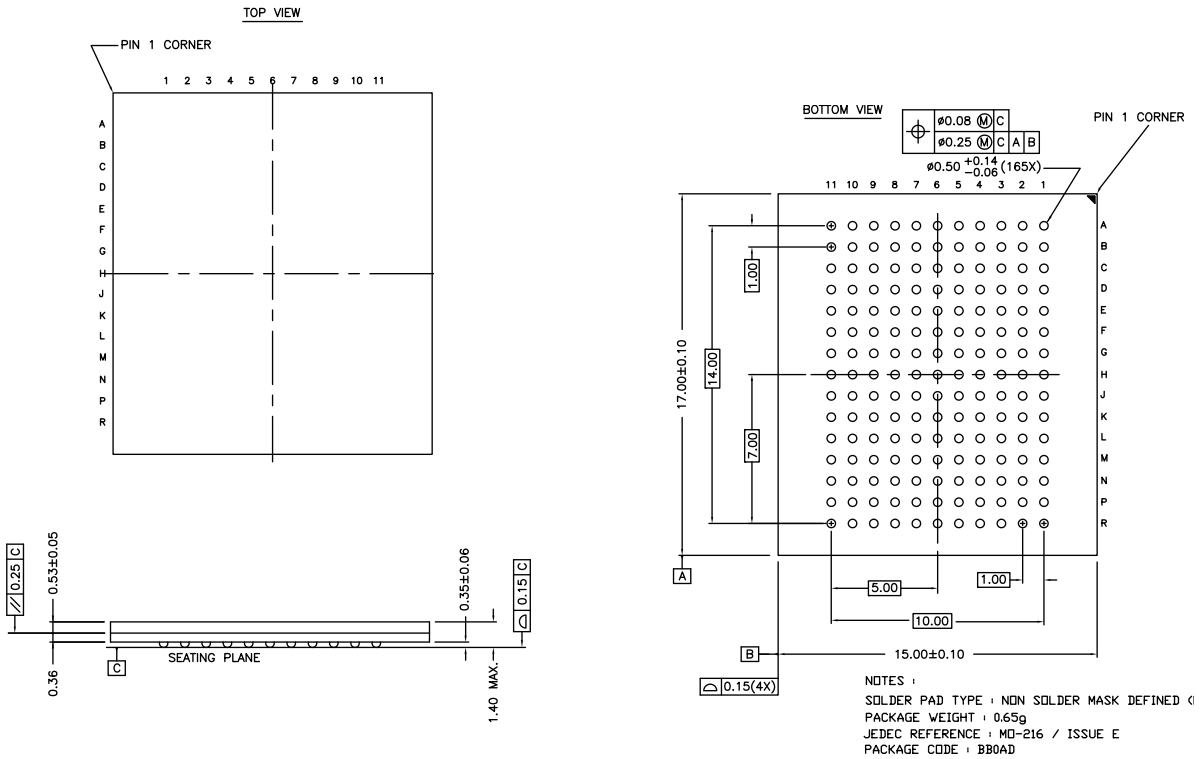 TOP VIEW
PIN 1 CORNER
1 2 3 4 5 6 7 8 9 10 11
A
B
C
D
E
F
G
H
J
K
L
M
N
P
R
BOTTOM VIEW
ø0.08 Ⓜ C
ø0.25 Ⓜ C A B
PIN 1 CORNER
ø0.50 +0.14 -0.06 (165X)
11 10 9 8 7 6 5 4 3 2 1
A
B
C
D
E
F
G
H
J
K
L
M
N
P
R
1.00
14.00
17.00±0.10
7.00
A
5.00
1.00
10.00
B
15.00±0.10
0.15(4X)
// 0.25 C
0.53±0.05
0.36
C
SEATING PLANE
0.35±0.06
1.40 MAX.
0.15 C
NOTES :
SOLDER PAD TYPE : NON SOLDER MASK DEFINED (
PACKAGE WEIGHT : 0.65g
JEDEC REFERENCE : MO-216 / ISSUE E
PACKAGE CODE : BB0AD